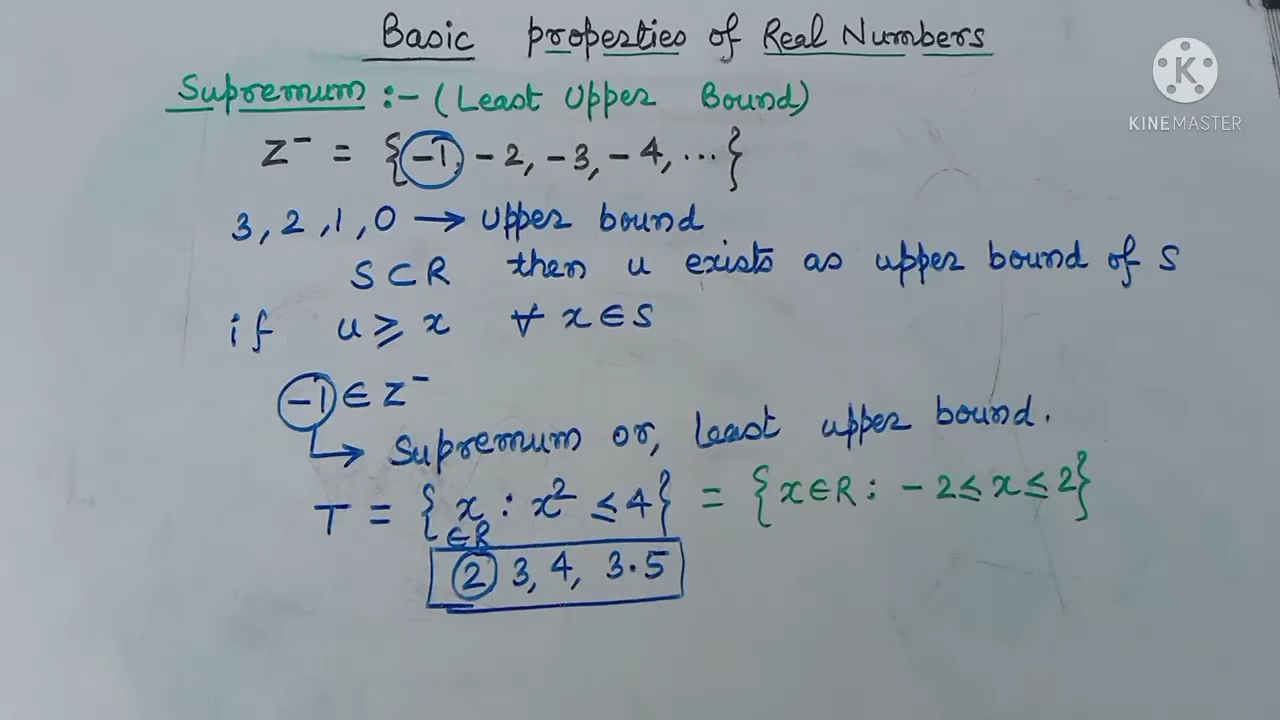 Basic properties of Real Numbers
K
KINEMASTER
Supremum :- (Least Upper Bound)
Z⁻ = {-1, -2, -3, -4, ...}
3, 2, 1, 0 → upper bound
S ⊂ R then u exists as upper bound of S
if u ≥ x ∀ x ∈ S
-1 ∈ Z⁻
↳ Supremum or, Least upper bound.
T = {x : x² ≤ 4} = {x ∈ R : -2 ≤ x ≤ 2}
∈ R
2 3, 4, 3.5